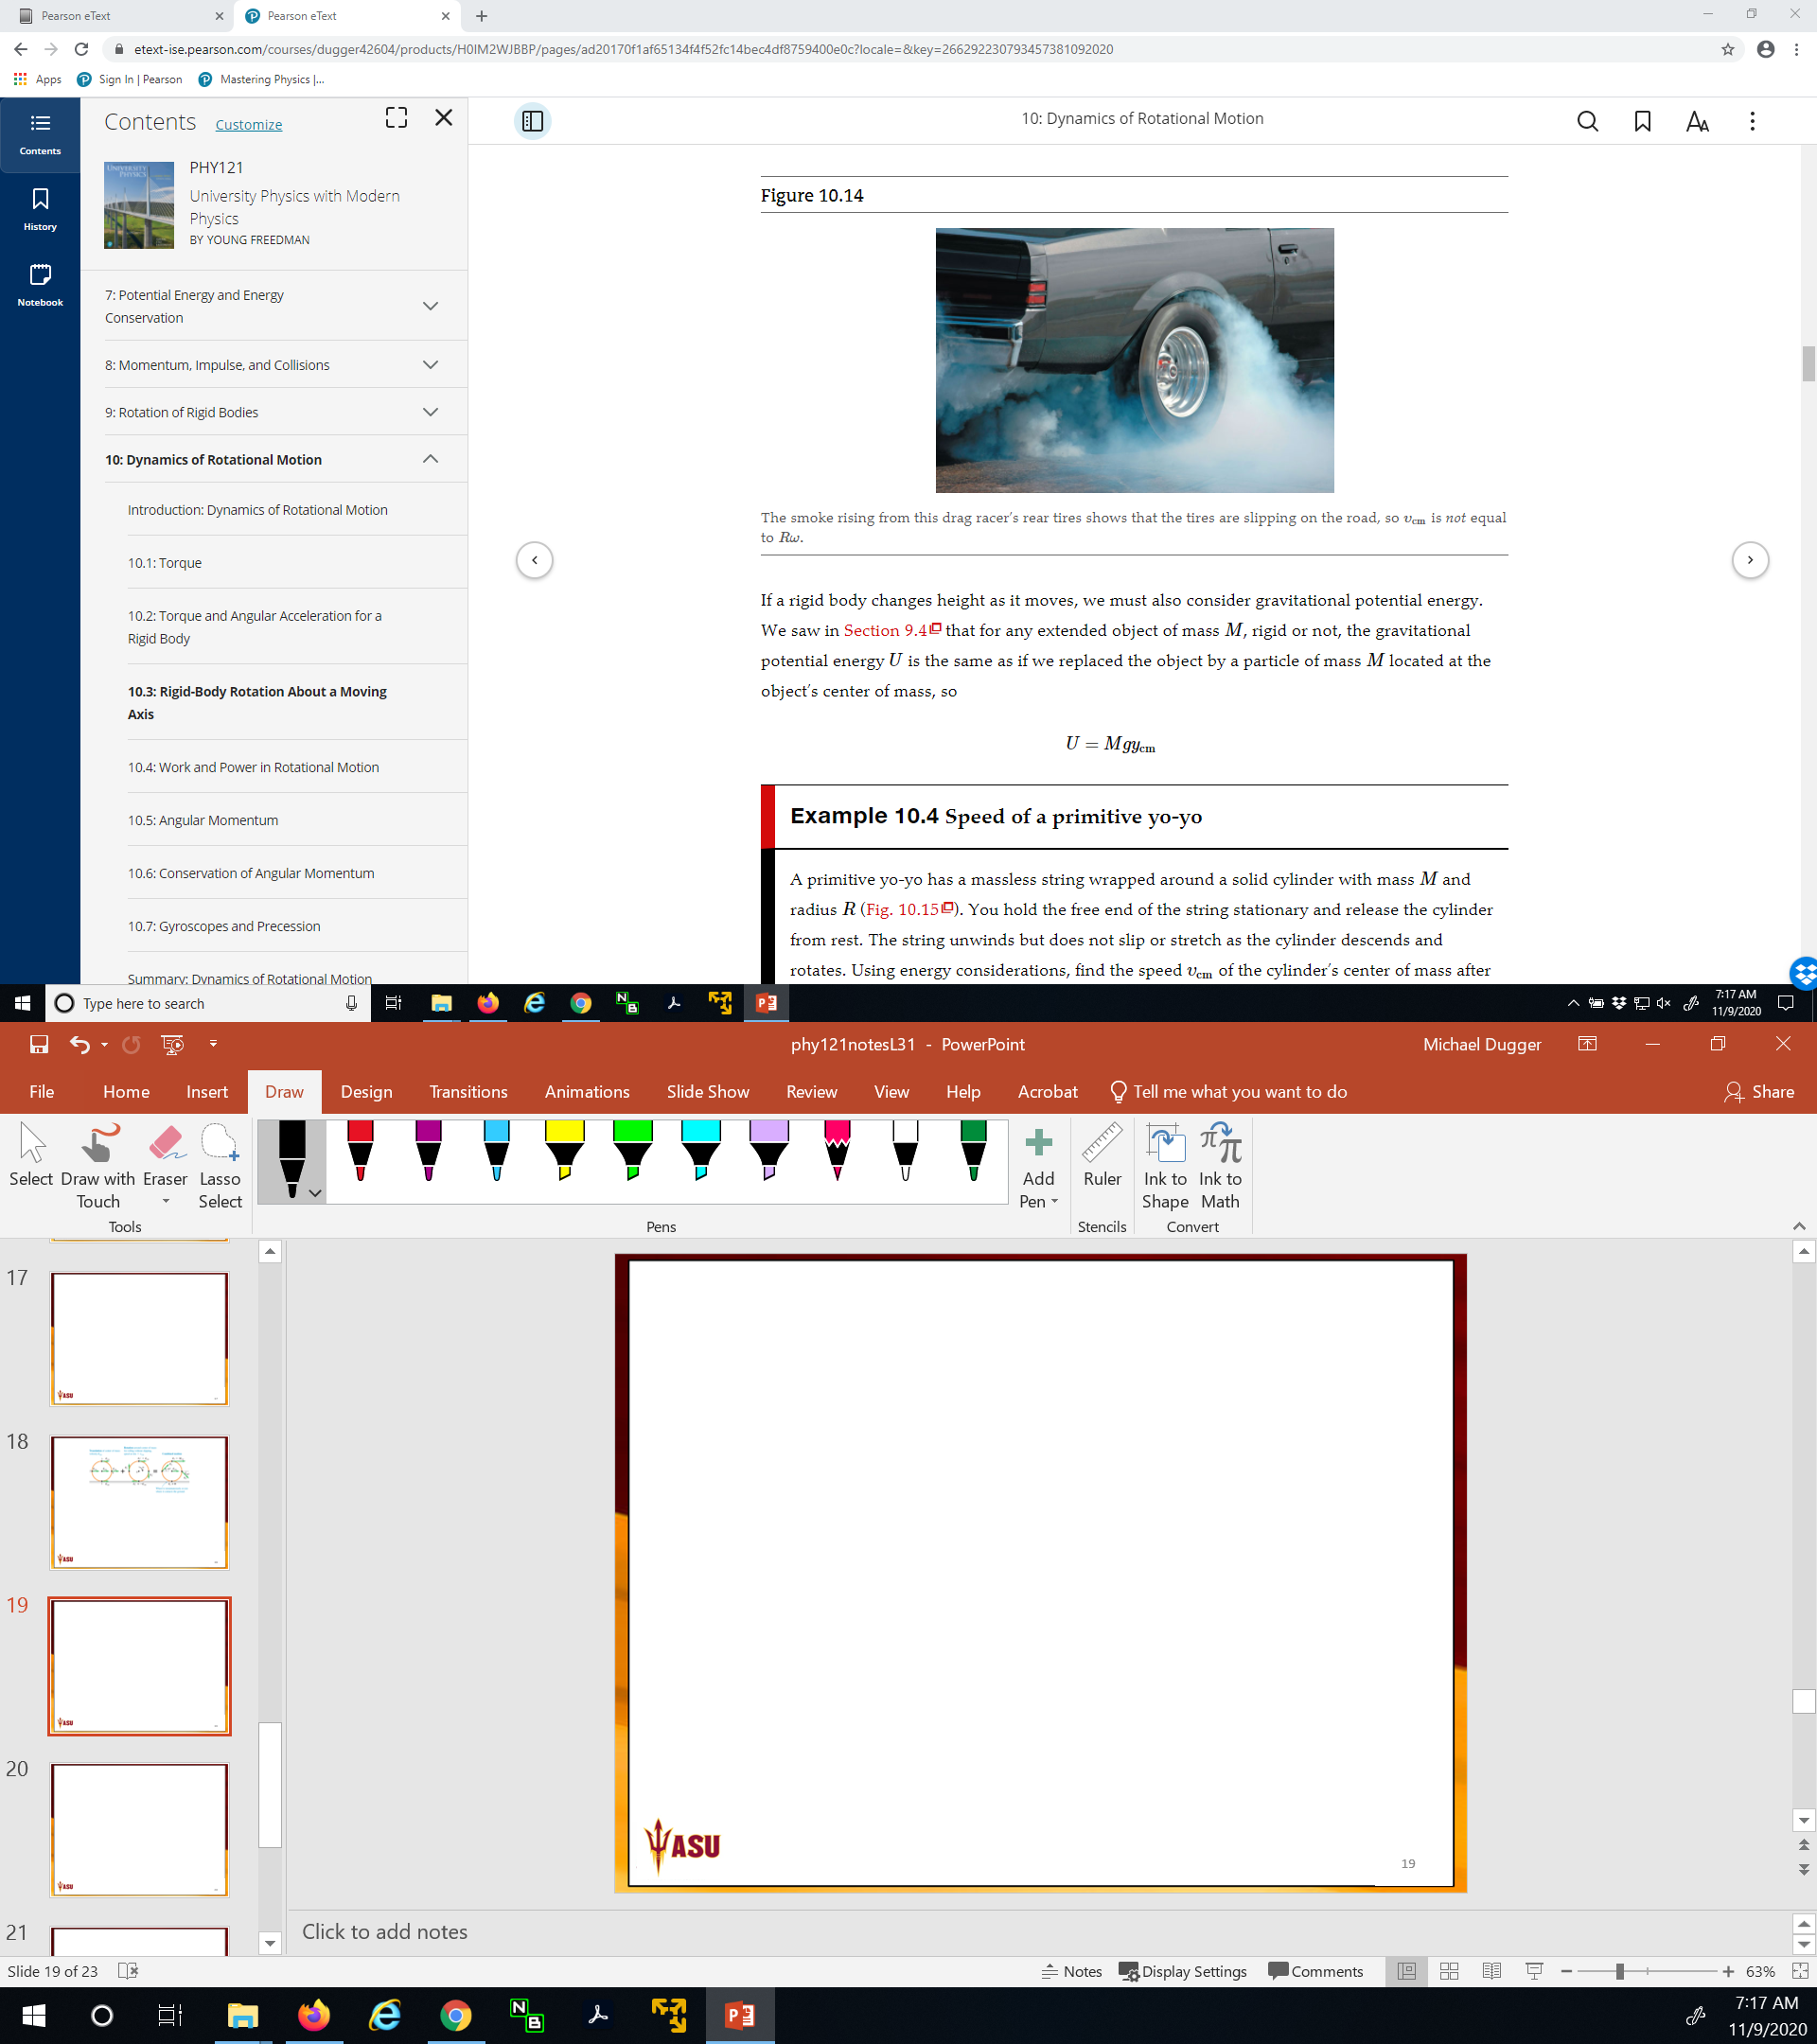 Pearson eText
Pearson eText
etext-ise.pearson.com/courses/dugger42604/products/H0IM2WJBBP/pages/ad20170f1af65134f4f52fc14bec4df8759400e0c?locale=&key=266292230793457381092020
Apps
Sign In | Pearson
Mastering Physics |...
Contents
History
Notebook
Contents
Customize
PHY121
University Physics with Modern
Physics
BY YOUNG FREEDMAN
7: Potential Energy and Energy
Conservation
8: Momentum, Impulse, and Collisions
9: Rotation of Rigid Bodies
10: Dynamics of Rotational Motion
Introduction: Dynamics of Rotational Motion
10.1: Torque
10.2: Torque and Angular Acceleration for a
Rigid Body
10.3: Rigid-Body Rotation About a Moving
Axis
10.4: Work and Power in Rotational Motion
10.5: Angular Momentum
10.6: Conservation of Angular Momentum
10.7: Gyroscopes and Precession
Summary: Dynamics of Rotational Motion
10: Dynamics of Rotational Motion
Figure 10.14
The smoke rising from this drag racer's rear tires shows that the tires are slipping on the road, so υcm is not equal
to Rω.
If a rigid body changes height as it moves, we must also consider gravitational potential energy.
We saw in Section 9.4 that for any extended object of mass M, rigid or not, the gravitational
potential energy U is the same as if we replaced the object by a particle of mass M located at the
object's center of mass, so
U = Mgycm
Example 10.4 Speed of a primitive yo-yo
A primitive yo-yo has a massless string wrapped around a solid cylinder with mass M and
radius R (Fig. 10.15). You hold the free end of the string stationary and release the cylinder
from rest. The string unwinds but does not slip or stretch as the cylinder descends and
rotates. Using energy considerations, find the speed υcm of the cylinder's center of mass after
Type here to search
7:17 AM
11/9/2020
phy121notesL31 - PowerPoint
Michael Dugger
File Home Insert Draw Design Transitions Animations Slide Show Review View Help Acrobat Tell me what you want to do Share
Select
Draw with
Touch
Eraser
Lasso
Select
Tools
Pens
Add
Pen
Ruler
Stencils
Ink to
Shape
Ink to
Math
Convert
17
ASU
18
ASU
19
ASU
20
ASU
21
ASU
19
Click to add notes
Slide 19 of 23
Notes
Display Settings
Comments
63%
7:17 AM
11/9/2020